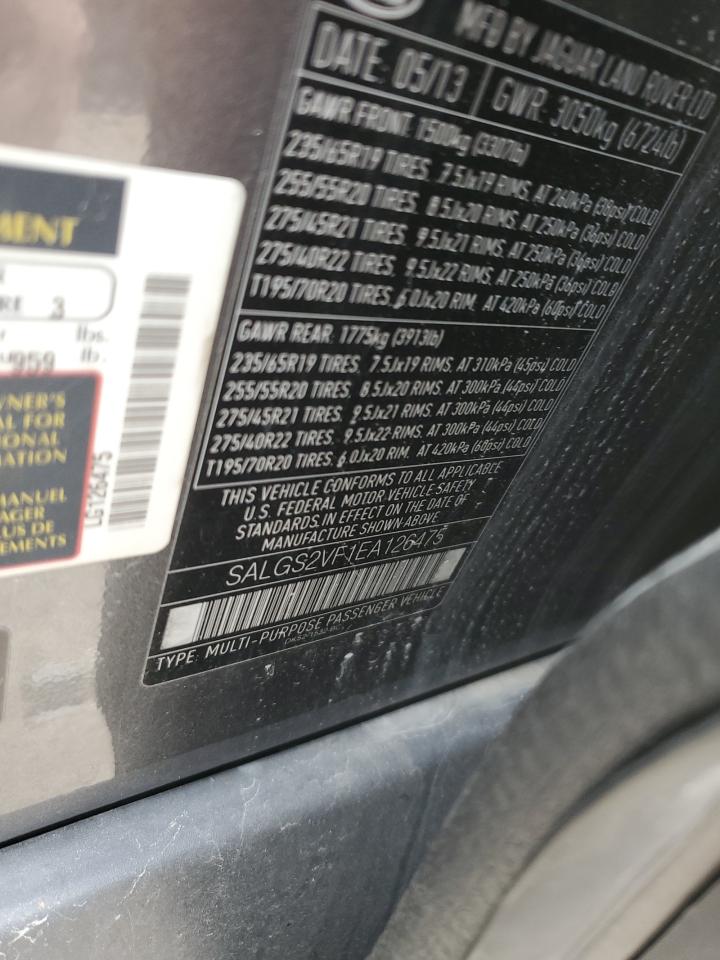 MFD BY JAGUAR LAND ROVER LTD
DATE: 05/13 GWR: 3050kg (6724lb)
GAWR FRONT: 1500kg (3307lb)
235/65R19 TIRES, 7.5Jx19 RIMS, AT 260kPa (38psi) COLD
255/55R20 TIRES, 8.5Jx20 RIMS, AT 250kPa (36psi) COLD
275/45R21 TIRES, 9.5Jx21 RIMS, AT 250kPa (36psi) COLD
275/40R22 TIRES, 9.5Jx22 RIMS, AT 250kPa (36psi) COLD
T195/70R20 TIRES, 6.0Jx20 RIM, AT 420kPa (60psi) COLD
GAWR REAR: 1775kg (3913lb)
235/65R19 TIRES, 7.5Jx19 RIMS, AT 310kPa (45psi) COLD
255/55R20 TIRES, 8.5Jx20 RIMS, AT 300kPa (44psi) COLD
275/45R21 TIRES, 9.5Jx21 RIMS, AT 300kPa (44psi) COLD
275/40R22 TIRES, 9.5Jx22 RIMS, AT 300kPa (44psi) COLD
T195/70R20 TIRES, 6.0Jx20 RIM, AT 420kPa (60psi) COLD
THIS VEHICLE CONFORMS TO ALL APPLICABLE
U.S. FEDERAL MOTOR VEHICLE SAFETY
STANDARDS IN EFFECT ON THE DATE OF
MANUFACTURE SHOWN ABOVE
SALGS2VF1EA126475
TYPE: MULTI-PURPOSE PASSENGER VEHICLE
MENT
RE 3
lbs.
959 lb.
WNER'S
AL FOR
IONAL
MATION
MANUEL
AGER
LUS DE
EMENTS
LG126475